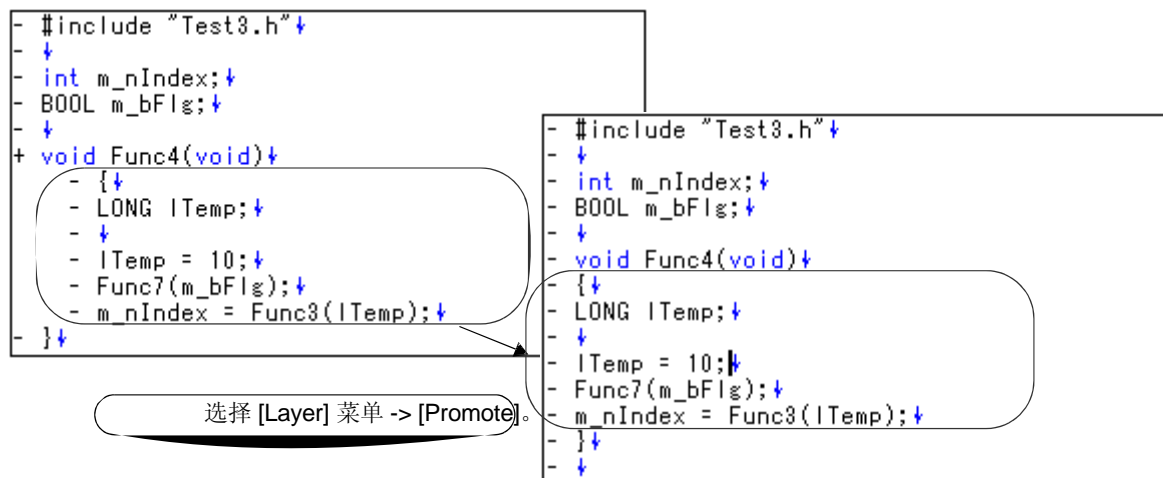 - #include "Test3.h"↓
- ↓
- int m_nIndex;↓
- BOOL m_bFlg;↓
- ↓
+ void Func4(void)↓
- {↓
- LONG lTemp;↓
- ↓
- lTemp = 10;↓
- Func7(m_bFlg);↓
- m_nIndex = Func3(lTemp);↓
- }↓
选择 [Layer] 菜单 -> [Promote]。
- #include "Test3.h"↓
- ↓
- int m_nIndex;↓
- BOOL m_bFlg;↓
- ↓
- void Func4(void)↓
- {↓
- LONG lTemp;↓
- ↓
- lTemp = 10;↓
- Func7(m_bFlg);↓
- m_nIndex = Func3(lTemp);↓
- }↓
- ↓